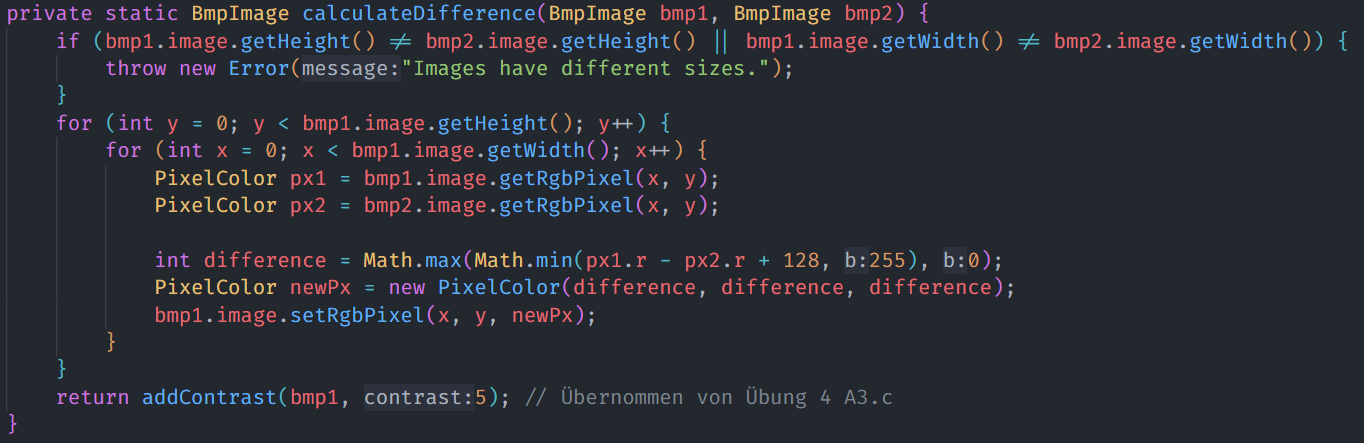 private static BmpImage calculateDifference(BmpImage bmp1, BmpImage bmp2) {
if (bmp1.image.getHeight() ≠ bmp2.image.getHeight() || bmp1.image.getWidth() ≠ bmp2.image.getWidth()) {
throw new Error(message:"Images have different sizes.");
}
for (int y = 0; y < bmp1.image.getHeight(); y++) {
for (int x = 0; x < bmp1.image.getWidth(); x++) {
PixelColor px1 = bmp1.image.getRgbPixel(x, y);
PixelColor px2 = bmp2.image.getRgbPixel(x, y);
int difference = Math.max(Math.min(px1.r - px2.r + 128, b:255), b:0);
PixelColor newPx = new PixelColor(difference, difference, difference);
bmp1.image.setRgbPixel(x, y, newPx);
}
}
return addContrast(bmp1, contrast:5); // Übernommen von Übung 4 A3.c
}